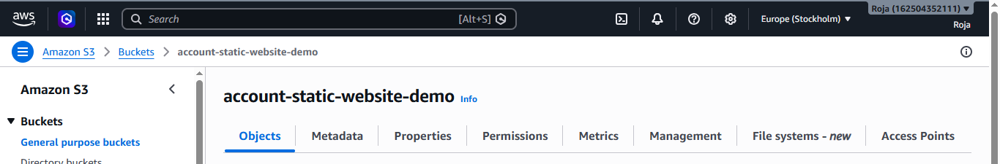 aws Search [Alt+S] Europe (Stockholm) Roja (162504352111)
Roja
Amazon S3 Buckets account-static-website-demo
Amazon S3
account-static-website-demo Info
Buckets
Objects Metadata Properties Permissions Metrics Management File systems - new Access Points
General purpose buckets
Directory buckets